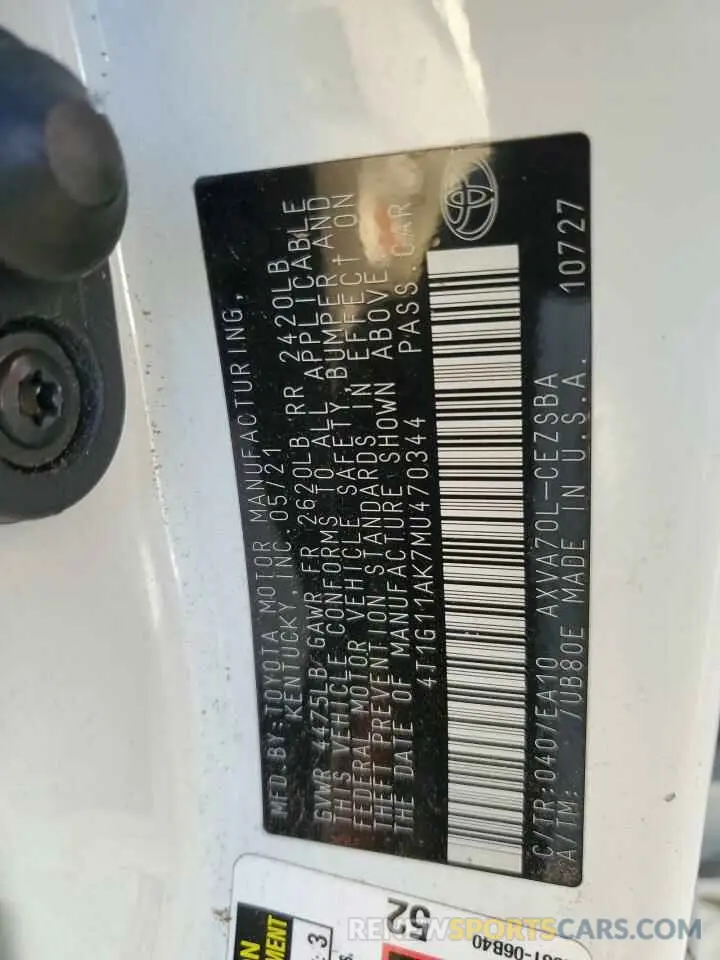 MFD.BY:TOYOTA MOTOR MANUFACTURING,
KENTUCKY, INC. 05/21
GVWR 4475LB GAWR FR 2620LB RR 2420LB
THIS VEHICLE CONFORMS TO ALL APPLICABLE
FEDERAL MOTOR VEHICLE SAFETY, BUMPER, AND
THEFT PREVENTION STANDARDS IN EFFECT ON
THE DATE OF MANUFACTURE SHOWN ABOVE.
4T1G11AK7MU470344 PASS. CAR
C/TR:040/EA10 AXVA70L-CEZSBA 10727
A/TM: /UB80E MADE IN U.S.A.
52
-06B40
RENEWSPORTSCARS.COM